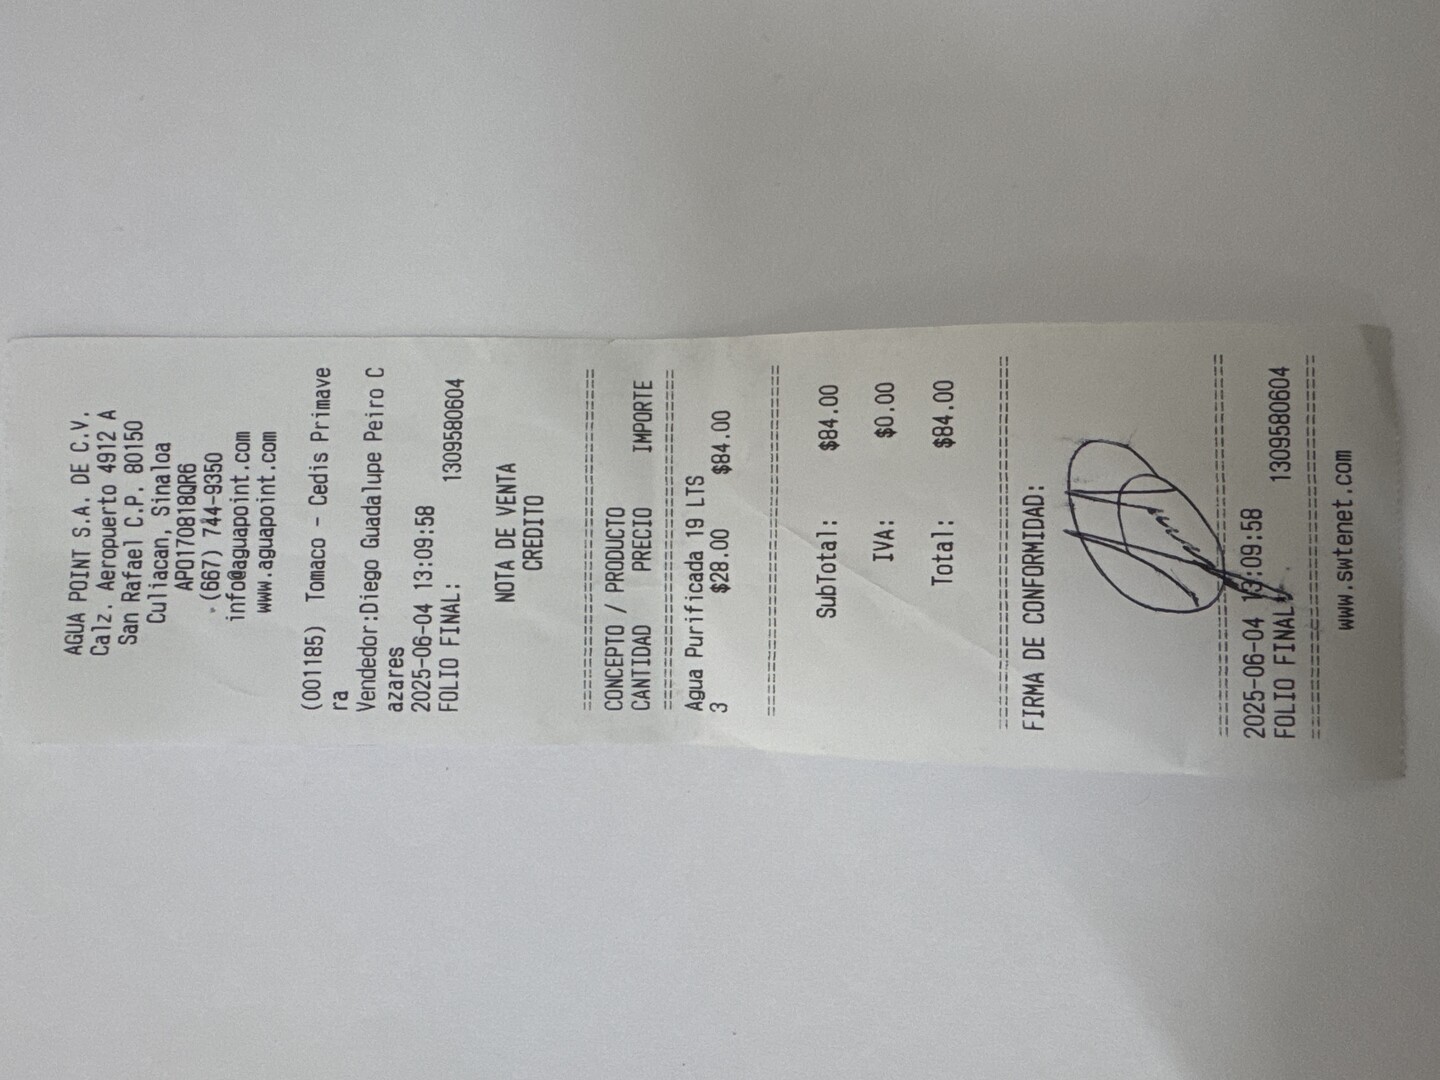 AGUA POINT S.A. DE C.V.
Calz. Aeropuerto 4912 A
San Rafael C.P. 80150
Culiacan, Sinaloa
APO170818QR6
(667) 744-9350
info@aguapoint.com
www.aguapoint.com
(001185) Tomaco - Cedis Primave
ra
Vendedor:Diego Guadalupe Peiro C
azares
2025-06-04 13:09:58
FOLIO FINAL: 1309580604
NOTA DE VENTA
CREDITO
================================
CONCEPTO / PRODUCTO
CANTIDAD PRECIO IMPORTE
================================
Agua Purificada 19 LTS
3 $28.00 $84.00
================================
SubTotal: $84.00
IVA: $0.00
Total: $84.00
================================
FIRMA DE CONFORMIDAD:
================================
2025-06-04 13:09:58
FOLIO FINAL: 1309580604
================================
www.swtenet.com